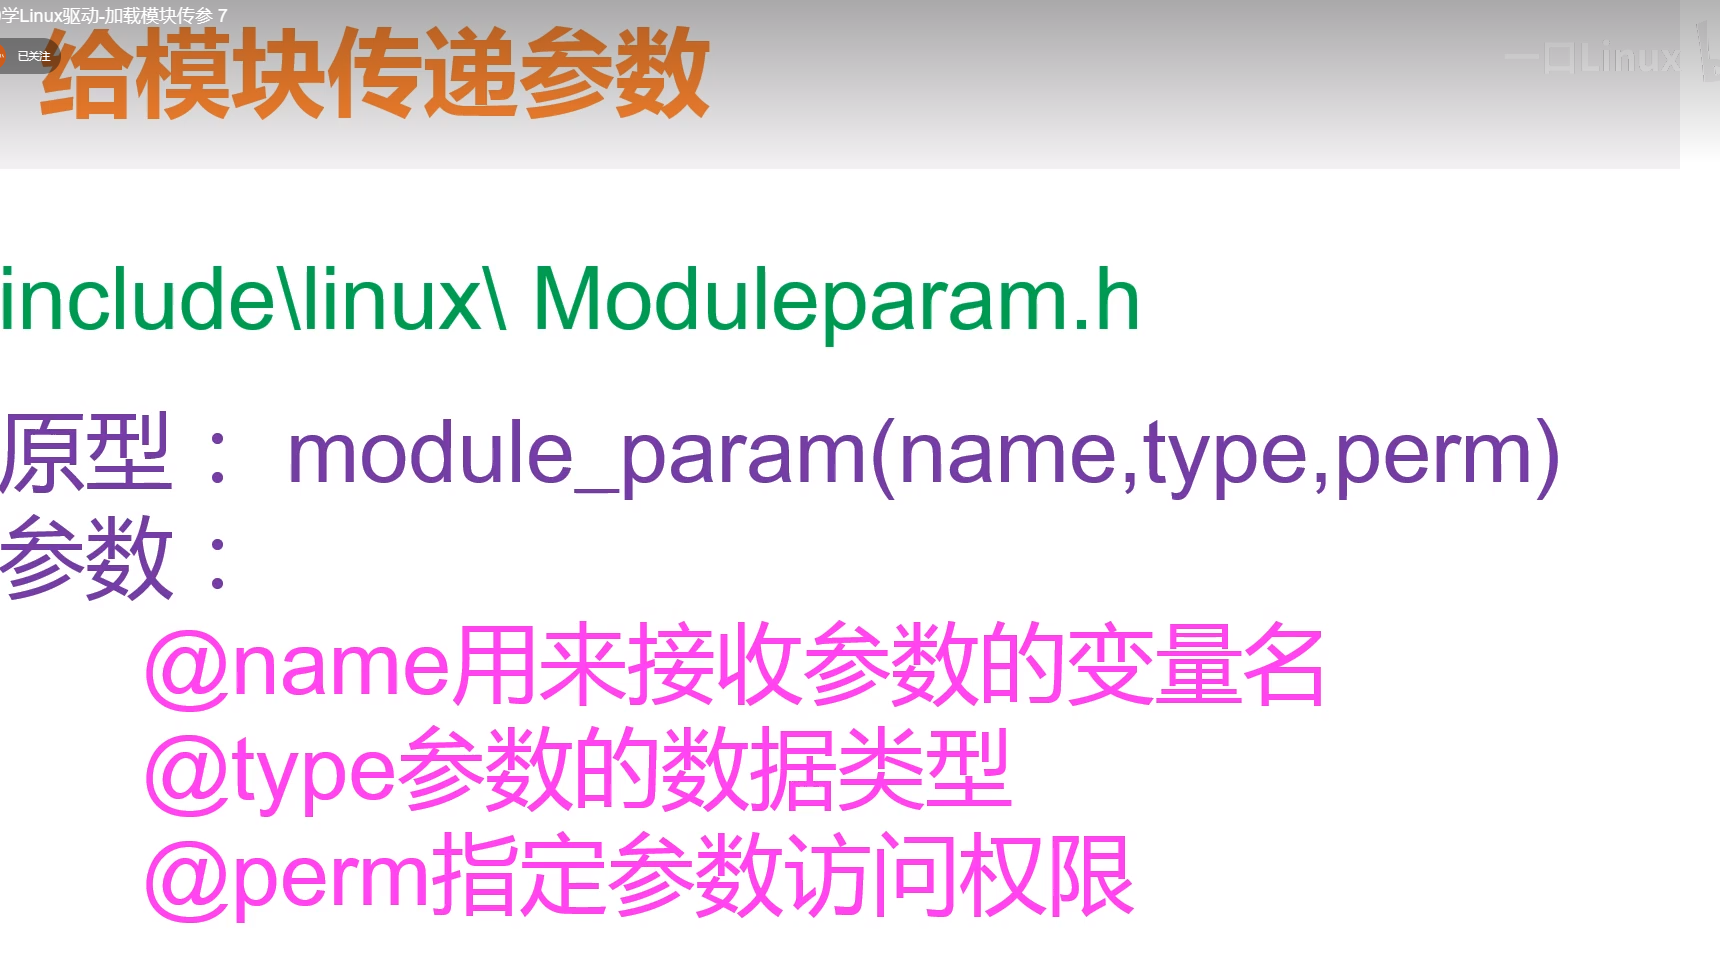 学Linux驱动-加载模块传参 7
已关注
给模块传递参数
一口Linux
include\linux\ Moduleparam.h
原型： module_param(name,type,perm)
参数：
@name用来接收参数的变量名
@type参数的数据类型
@perm指定参数访问权限